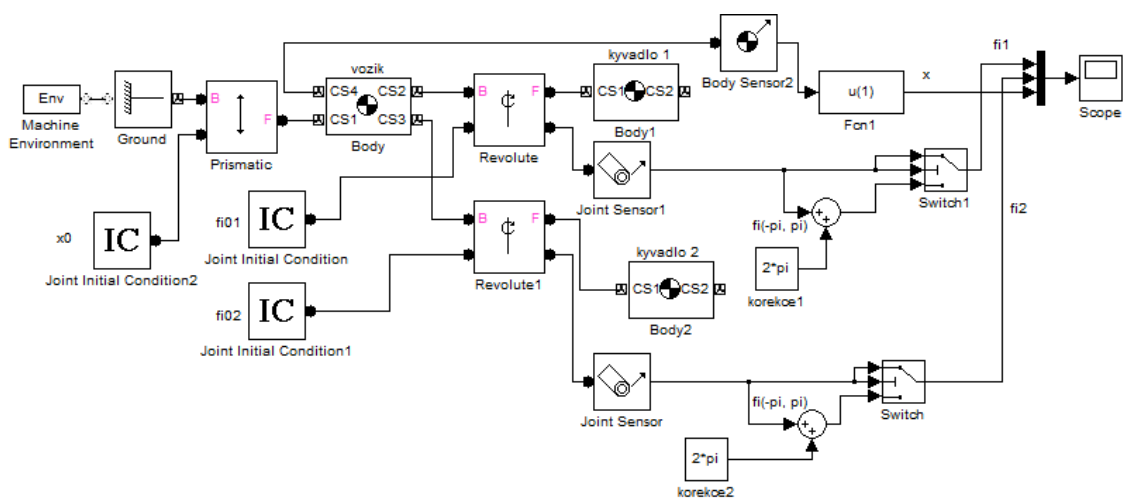 Env
Machine
Environment
Ground
B
F
Prismatic
x0
IC
Joint Initial Condition2
vozik
CS4 CS2
CS1 CS3
Body
fi01
IC
Joint Initial Condition
fi02
IC
Joint Initial Condition1
B F
Revolute
B F
Revolute1
kyvadlo 1
CS1 CS2
Body1
Joint Sensor1
kyvadlo 2
CS1 CS2
Body2
Joint Sensor
Body Sensor2
u(1)
Fcn1
x
fi1
Scope
Switch1
fi2
fi(-pi, pi)
2*pi
korekce1
Switch
fi(-pi, pi)
2*pi
korekce2